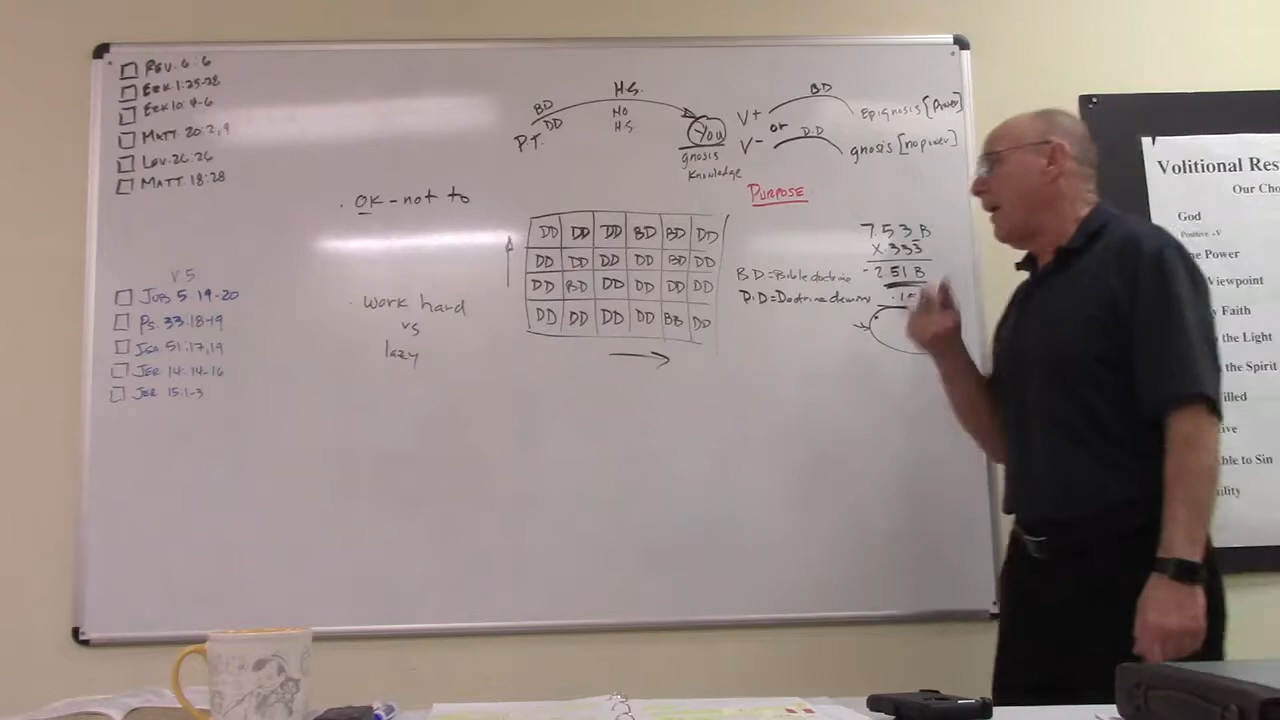 Rev. 6:6
Ezk. 1:25-28
Ezk 10:4-6
Matt. 20:2,9
Lev. 26:26
Matt. 18:28
V 5
Job 5:19-20
Ps. 33:18-19
Isa. 51:17,19
Jer 14:14-16
Jer 15:1-3
. OK - not to
. work hard
vs
lazy
BD
DD
P.T.
H.S.
No
H.S.
You
gnosis
Knowledge
V+
or
V-
BD
D.D
Epignosis [Power]
gnosis [no power]
Purpose
DD DD DD BD BD DD
DD DD DD DD BD DD
DD BD DD DD DD DD
DD DD DD DD BB DD
B.D.=Bible doctrine
D.D=Doctrine demons
7.53 B
X .333
- 2.51 B
Volitional Res
Our Cho
God
Positive +V
he Power
Viewpoint
y Faith
the Light
the Spirit
illed
ive
ble to Sin
ility